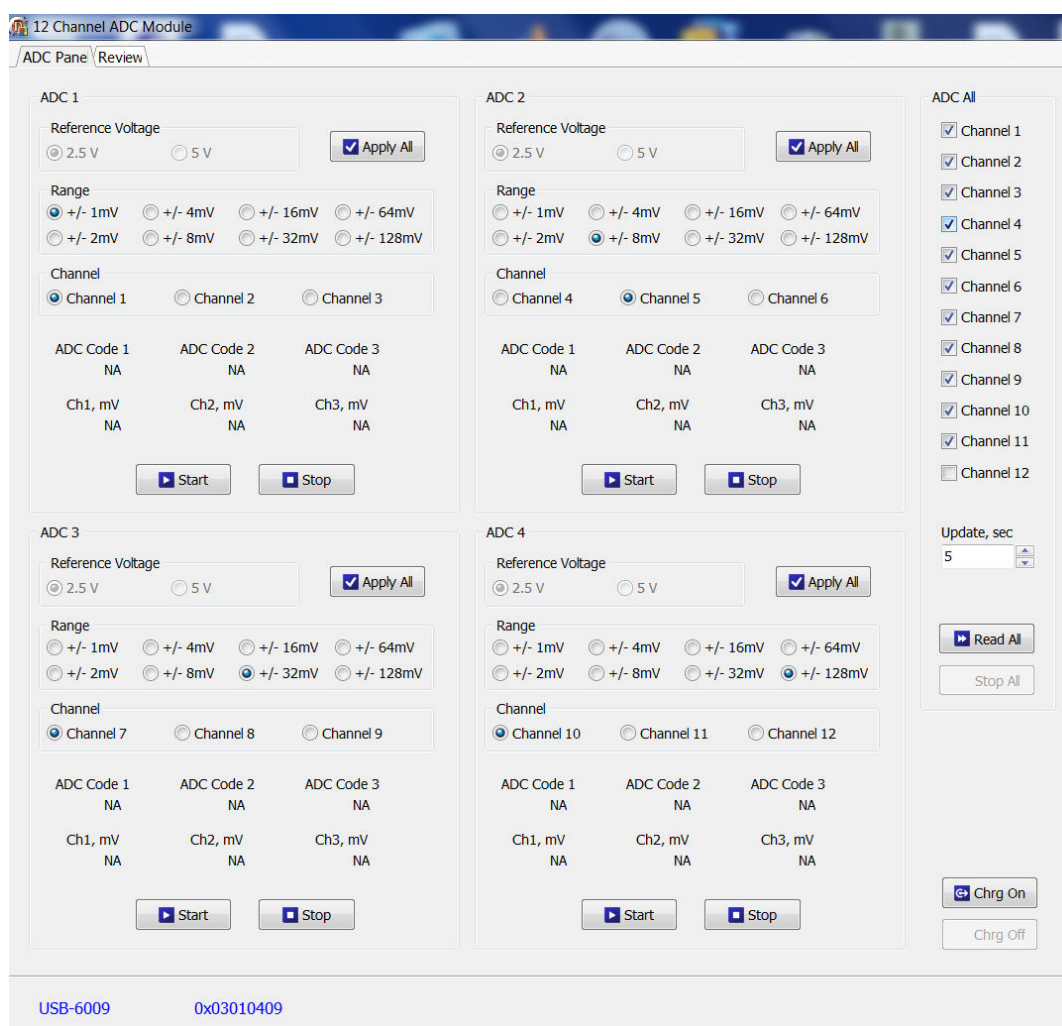 12 Channel ADC Module
ADC Pane Review
ADC 1
Reference Voltage
2.5 V 5 V Apply All
Range
+/- 1mV +/- 4mV +/- 16mV +/- 64mV
+/- 2mV +/- 8mV +/- 32mV +/- 128mV
Channel
Channel 1 Channel 2 Channel 3
ADC Code 1 ADC Code 2 ADC Code 3
NA NA NA
Ch1, mV Ch2, mV Ch3, mV
NA NA NA
Start Stop
ADC 2
Reference Voltage
2.5 V 5 V Apply All
Range
+/- 1mV +/- 4mV +/- 16mV +/- 64mV
+/- 2mV +/- 8mV +/- 32mV +/- 128mV
Channel
Channel 4 Channel 5 Channel 6
ADC Code 1 ADC Code 2 ADC Code 3
NA NA NA
Ch1, mV Ch2, mV Ch3, mV
NA NA NA
Start Stop
ADC 3
Reference Voltage
2.5 V 5 V Apply All
Range
+/- 1mV +/- 4mV +/- 16mV +/- 64mV
+/- 2mV +/- 8mV +/- 32mV +/- 128mV
Channel
Channel 7 Channel 8 Channel 9
ADC Code 1 ADC Code 2 ADC Code 3
NA NA NA
Ch1, mV Ch2, mV Ch3, mV
NA NA NA
Start Stop
ADC 4
Reference Voltage
2.5 V 5 V Apply All
Range
+/- 1mV +/- 4mV +/- 16mV +/- 64mV
+/- 2mV +/- 8mV +/- 32mV +/- 128mV
Channel
Channel 10 Channel 11 Channel 12
ADC Code 1 ADC Code 2 ADC Code 3
NA NA NA
Ch1, mV Ch2, mV Ch3, mV
NA NA NA
Start Stop
ADC All
Channel 1
Channel 2
Channel 3
Channel 4
Channel 5
Channel 6
Channel 7
Channel 8
Channel 9
Channel 10
Channel 11
Channel 12
Update, sec
5
Read All
Stop All
Chrg On
Chrg Off
USB-6009 0x03010409